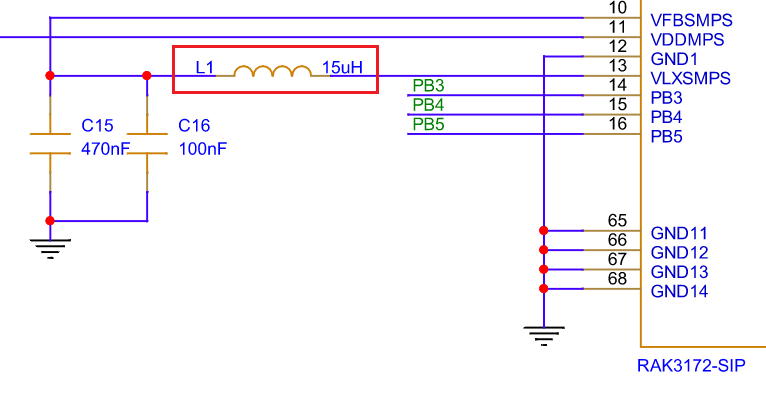 10
VFBSMPS
11
VDDMPS
12
GND1
L1
15uH
13
VLXSMPS
PB3
14
PB3
PB4
15
PB4
PB5
16
PB5
C15
470nF
C16
100nF
65
GND11
66
GND12
67
GND13
68
GND14
RAK3172-SIP